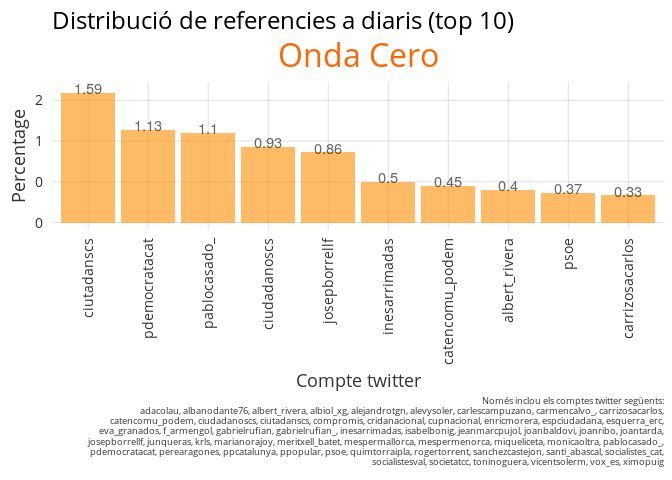 Distribució de referencies a diaris (top 10)
Onda Cero
Percentage
2
1
0
0
1.59
1.13
1.1
0.93
0.86
0.5
0.45
0.4
0.37
0.33
ciutadanscs
pdemocratacat
pablocasado_
ciudadanoscs
josepborrellf
inesarrimadas
catencomu_podem
albert_rivera
psoe
carrizosacarlos
Compte twitter
Només inclou els comptes twitter següents:
adacolau, albanodante76, albert_rivera, albiol_xg, alejandrotgn, alevysoler, carlescampuzano, carmencalvo_, carrizosacarlos,
catencomu_podem, ciudadanoscs, ciutadanscs, compromis, cridanacional, cupnacional, enricmorera, espciudadana, esquerra_erc,
eva_granados, f_armengol, gabrielrufian, gabrielrufian_, inesarrimadas, isabelbonig, jeanmarcpujol, joanbaldovi, joanribo, joantarda,
josepborrellf, junqueras, krls, marianorajoy, meritxell_batet, mespermallorca, mespermenorca, miqueliceta, monicaoltra, pablocasado_,
pdemocratacat, perearagones, ppcatalunya, ppopular, psoe, quimtorraipla, rogertorrent, sanchezcastejon, santi_abascal, socialistes_cat,
socialistesval, societatcc, toninoguera, vicentsolerm, vox_es, ximopuig